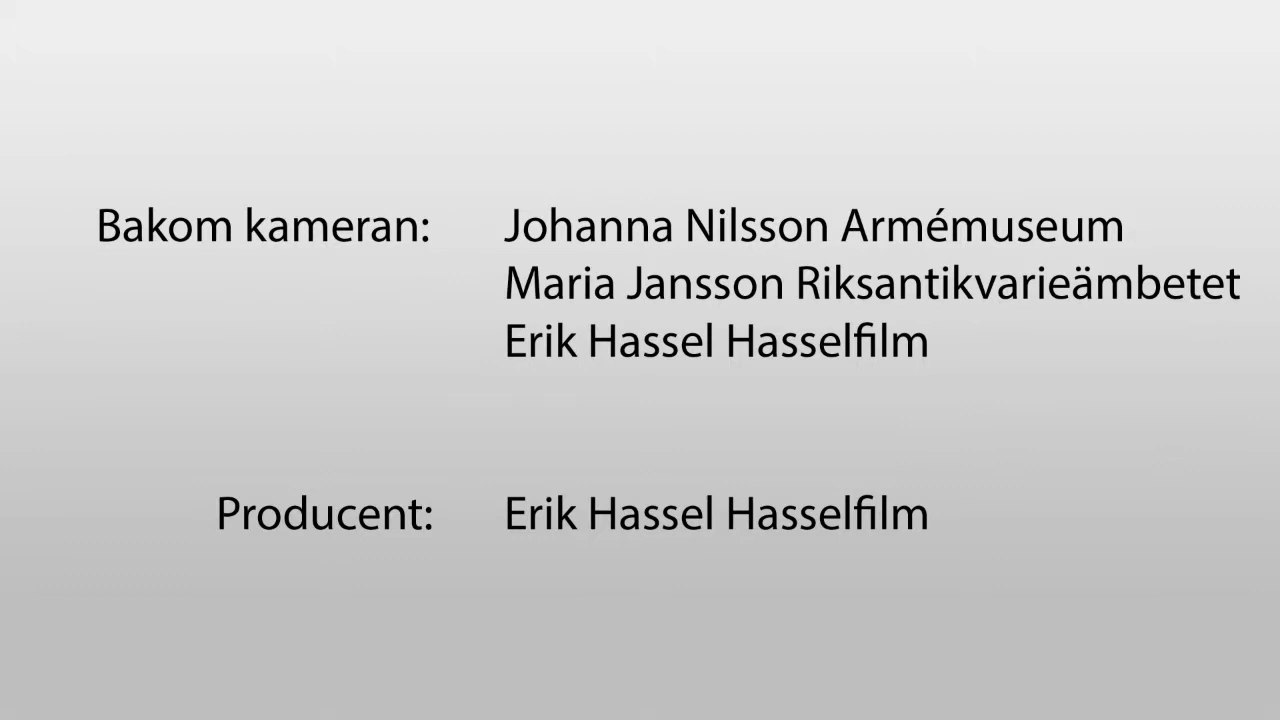 Bakom kameran: Johanna Nilsson Armémuseum
Maria Jansson Riksantikvarieämbetet
Erik Hassel Hasselfilm
Producent: Erik Hassel Hasselfilm